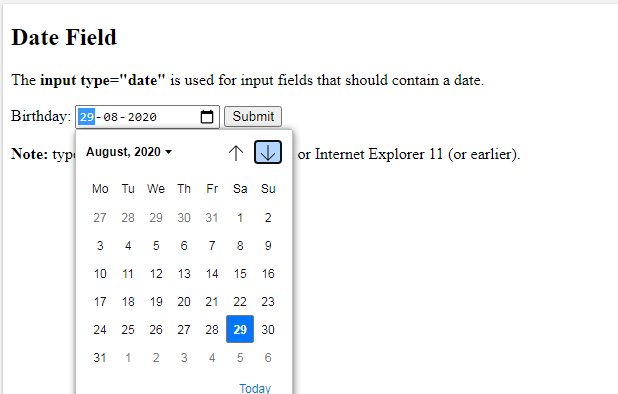 Date Field
The input type="date" is used for input fields that should contain a date.
Birthday: 29-08-2020 Submit
Note: type or Internet Explorer 11 (or earlier).
August, 2020
Mo Tu We Th Fr Sa Su
27 28 29 30 31 1 2
3 4 5 6 7 8 9
10 11 12 13 14 15 16
17 18 19 20 21 22 23
24 25 26 27 28 29 30
31 1 2 3 4 5 6
Today